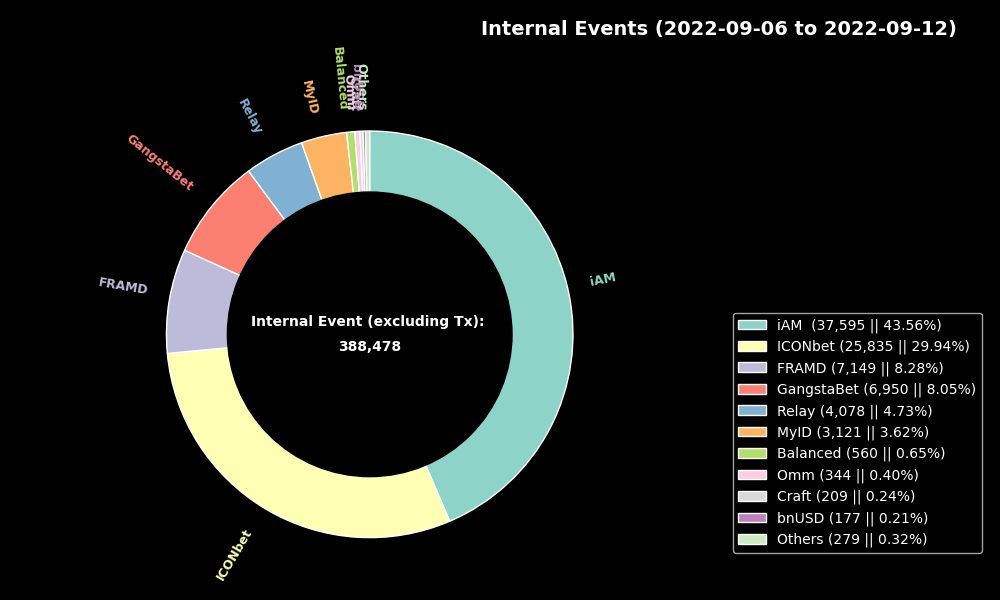 Internal Events (2022-09-06 to 2022-09-12)
Others
Omm
Balanced
MyID
Relay
GangstaBet
FRAMD
iAM
ICONbet
Internal Event (excluding Tx):
388,478
iAM  (37,595 || 43.56%)
ICONbet (25,835 || 29.94%)
FRAMD (7,149 || 8.28%)
GangstaBet (6,950 || 8.05%)
Relay (4,078 || 4.73%)
MyID (3,121 || 3.62%)
Balanced (560 || 0.65%)
Omm (344 || 0.40%)
Craft (209 || 0.24%)
bnUSD (177 || 0.21%)
Others (279 || 0.32%)